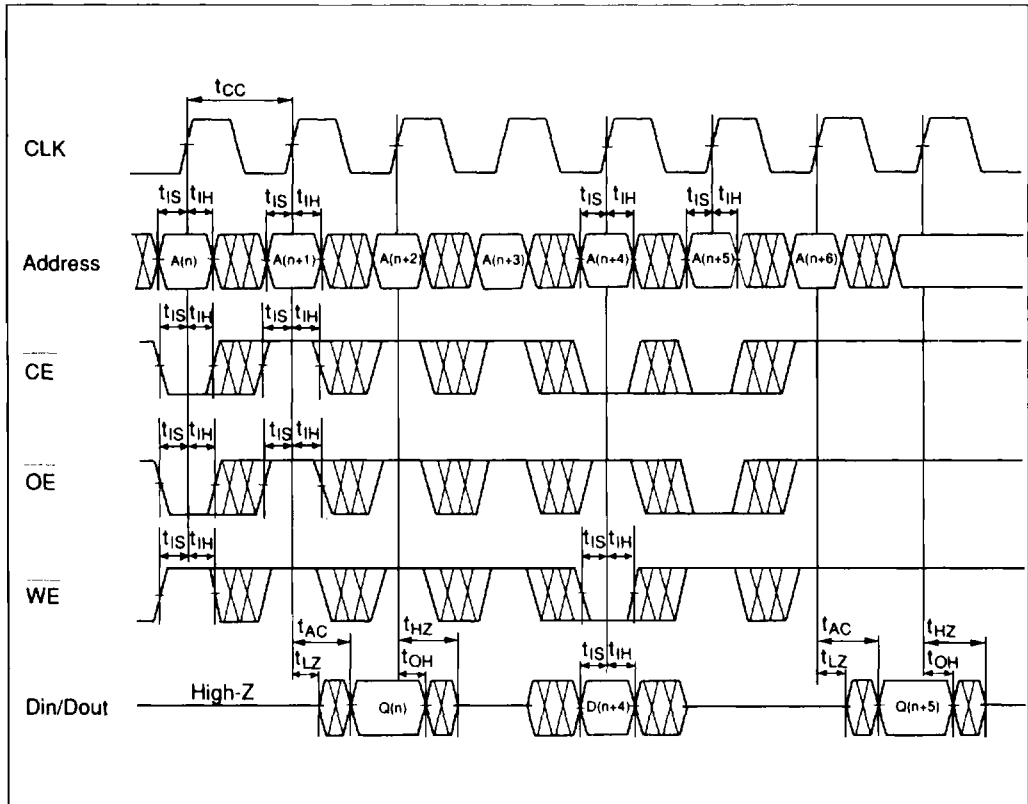 tCC
CLK
tIS tIH tIS tIH tIS tIH tIS tIH
Address A(n) A(n+1) A(n+2) A(n+3) A(n+4) A(n+5) A(n+6)
tIS tIH tIS tIH
CE
tIS tIH tIS tIH
OE
tIS tIH tIS tIH
WE
tAC tHZ tAC tHZ
tLZ tOH tIS tIH tLZ tOH
High-Z
Din/Dout Q(n) D(n+4) Q(n+5)